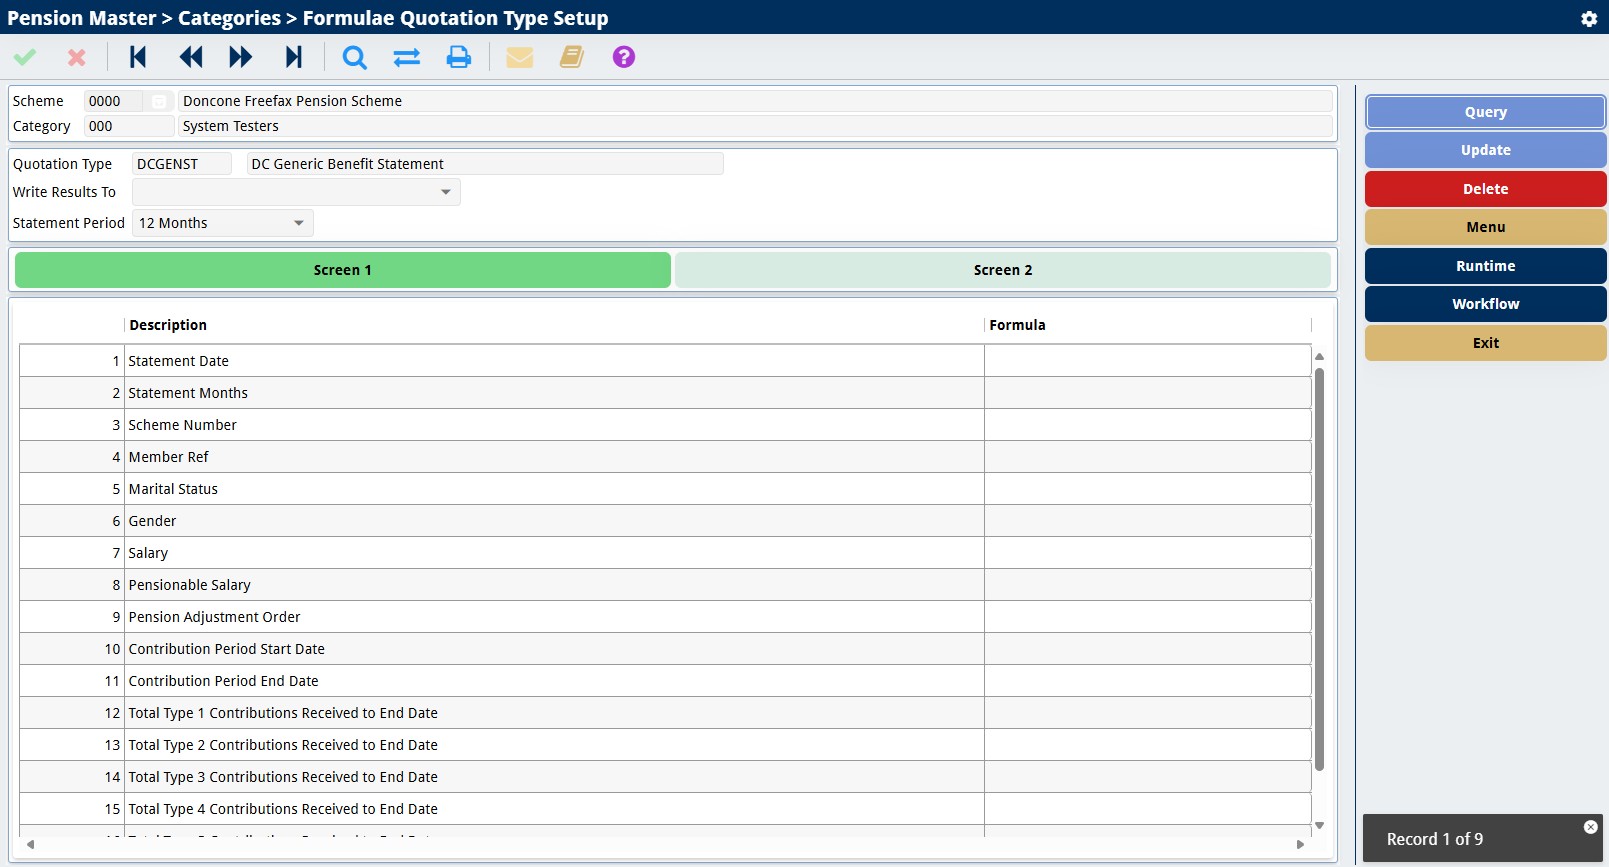 Pension Master > Categories > Formulae Quotation Type Setup
?
Scheme 0000 Doncone Freefax Pension Scheme
Category 000 System Testers
Quotation Type DCGENST DC Generic Benefit Statement
Write Results To
Statement Period 12 Months
Screen 1 Screen 2
Description Formula
1 Statement Date
2 Statement Months
3 Scheme Number
4 Member Ref
5 Marital Status
6 Gender
7 Salary
8 Pensionable Salary
9 Pension Adjustment Order
10 Contribution Period Start Date
11 Contribution Period End Date
12 Total Type 1 Contributions Received to End Date
13 Total Type 2 Contributions Received to End Date
14 Total Type 3 Contributions Received to End Date
15 Total Type 4 Contributions Received to End Date
Query
Update
Delete
Menu
Runtime
Workflow
Exit
Record 1 of 9